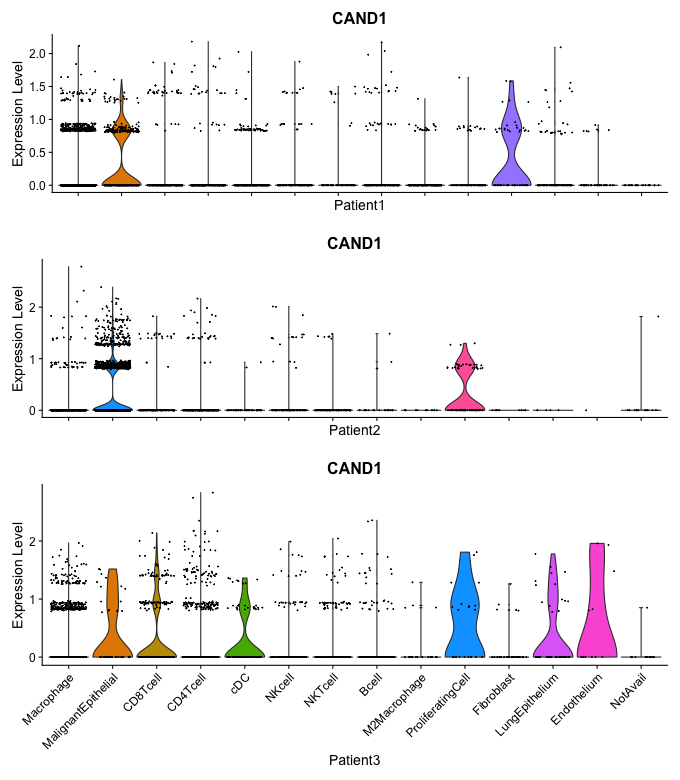 CAND1
Expression Level
2.0
1.5
1.0
0.5
0.0
Patient1
CAND1
Expression Level
2
1
0
Patient2
CAND1
Expression Level
2
1
0
Macrophage
MalignantEpithelial
CD8Tcell
CD4Tcell
cDC
NKcell
NKTcell
Bcell
M2Macrophage
ProliferatingCell
Fibroblast
LungEpithelium
Endothelium
NotAvail
Patient3